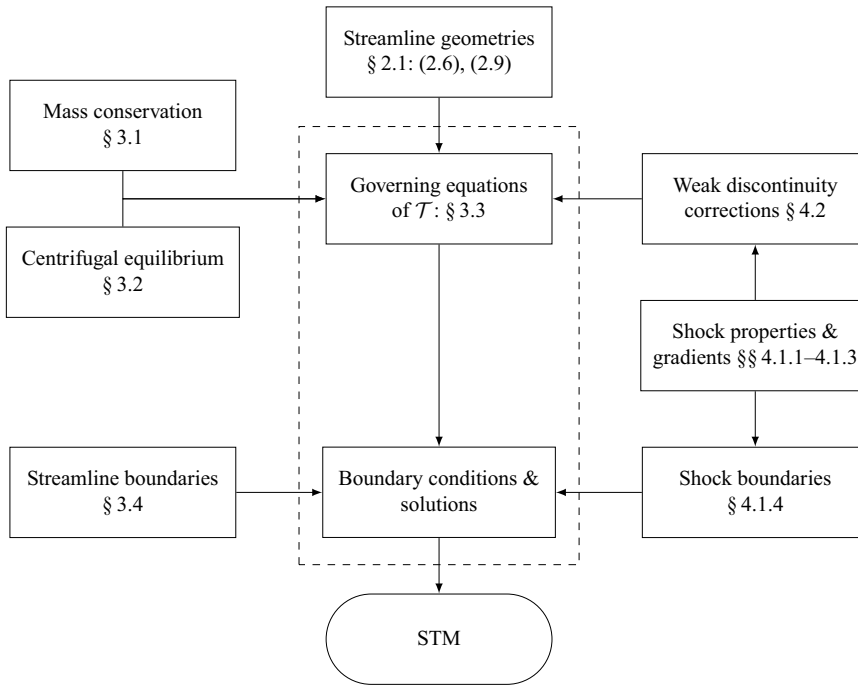 Streamline geometries
§ 2.1: (2.6), (2.9)
Mass conservation
§ 3.1
Governing equations
of 𝒯: § 3.3
Weak discontinuity
corrections § 4.2
Centrifugal equilibrium
§ 3.2
Shock properties &
gradients §§ 4.1.1–4.1.3
Streamline boundaries
§ 3.4
Boundary conditions &
solutions
Shock boundaries
§ 4.1.4
STM